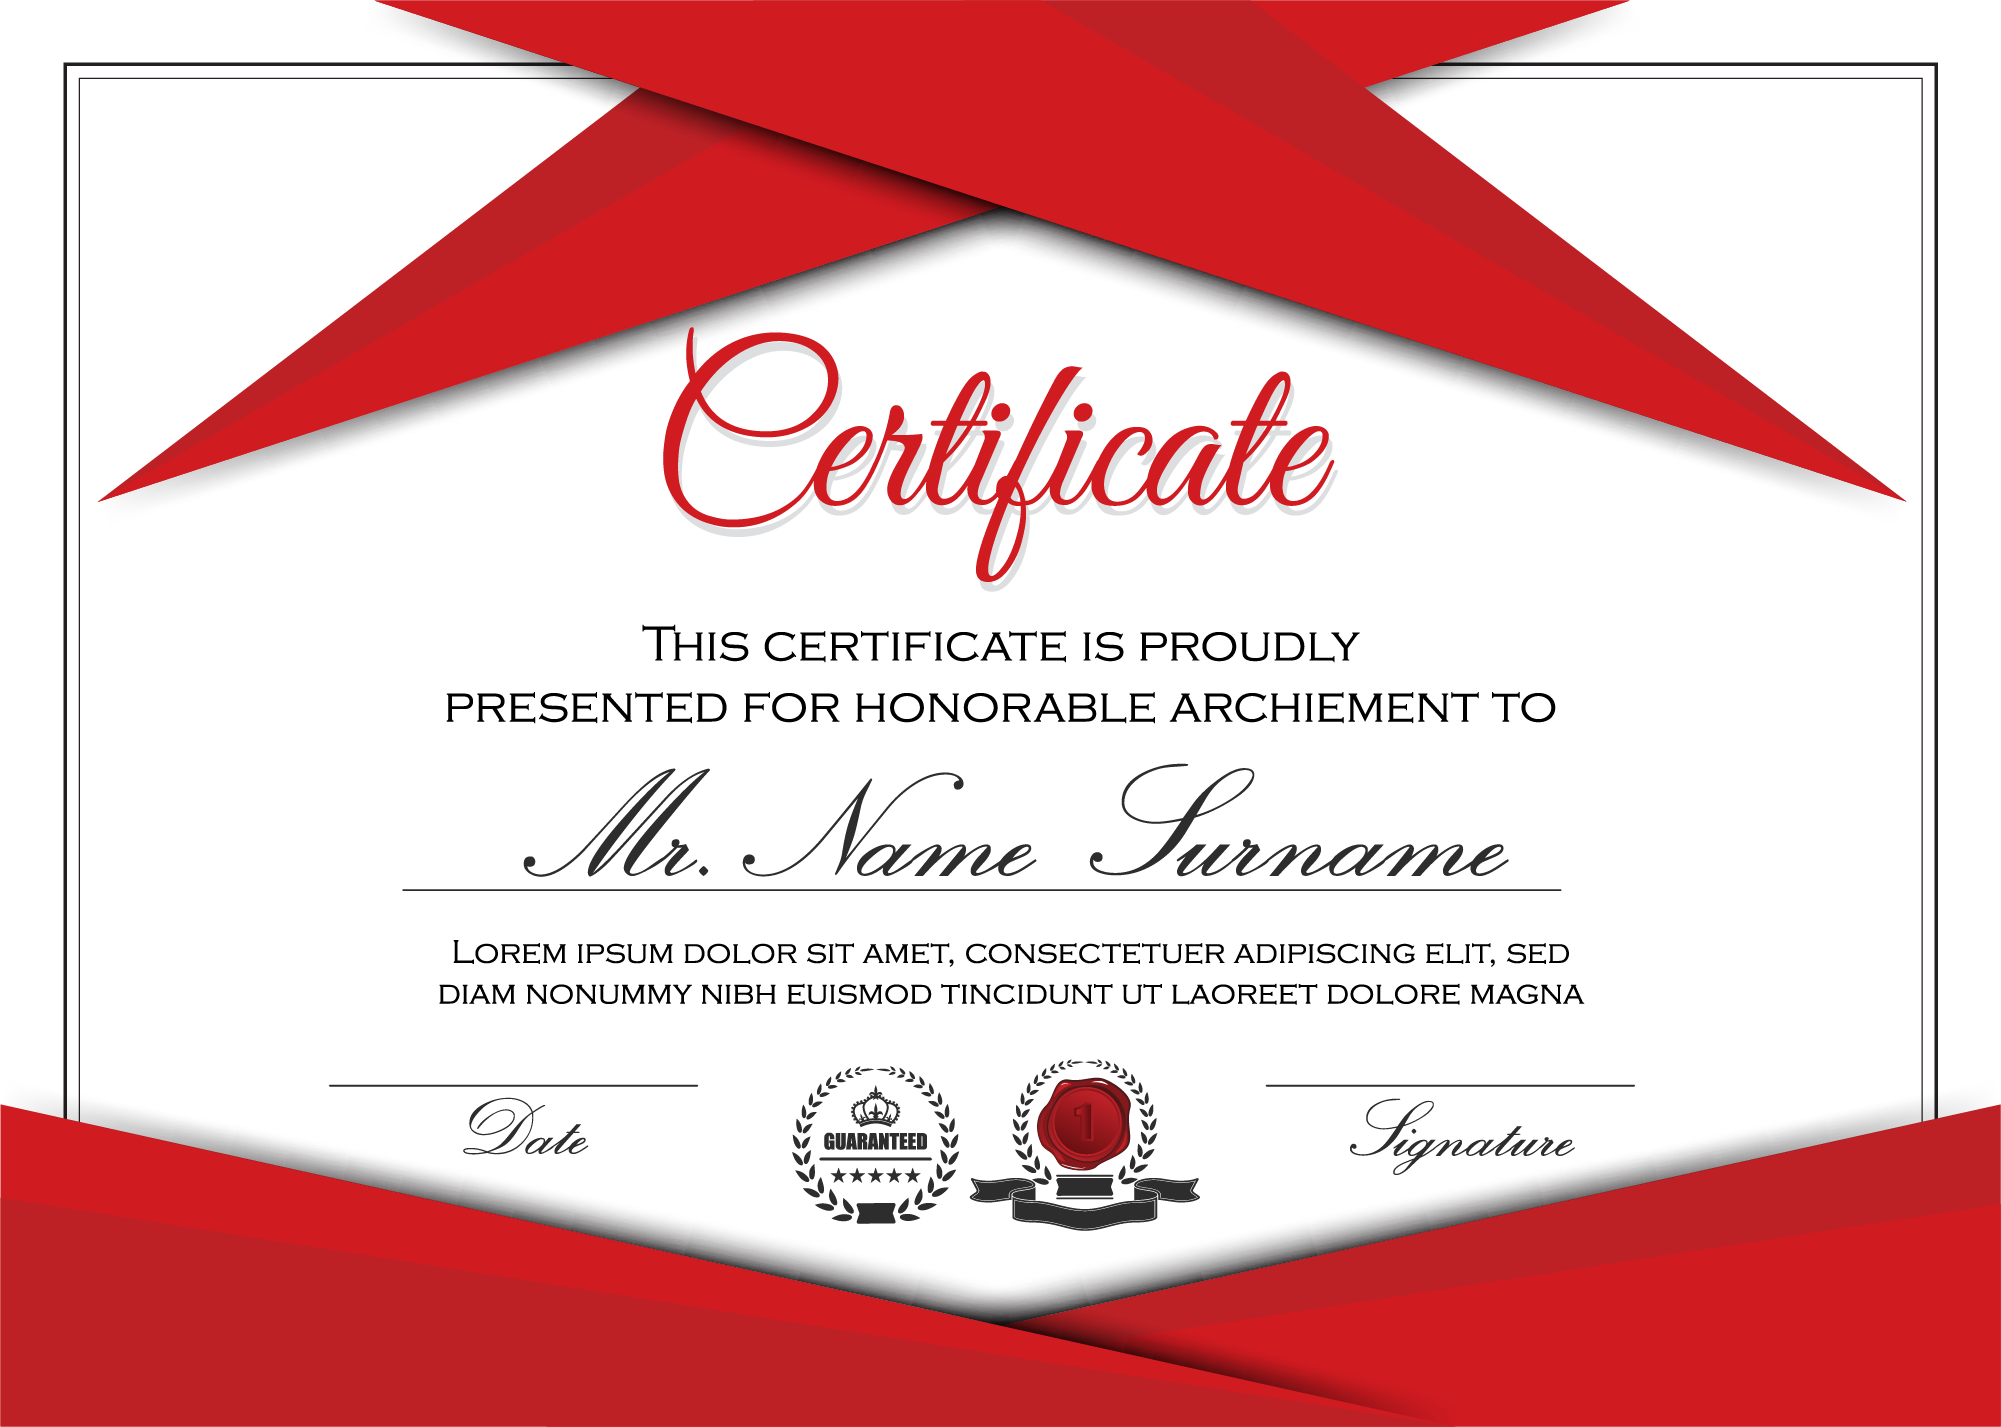 Certificate
THIS CERTIFICATE IS PROUDLY
PRESENTED FOR HONORABLE ARCHIEMENT TO
Mr. Name Surname
LOREM IPSUM DOLOR SIT AMET, CONSECTETUER ADIPISCING ELIT, SED
DIAM NONUMMY NIBH EUISMOD TINCIDUNT UT LAOREET DOLORE MAGNA
Date
GUARANTEED
1
Signature